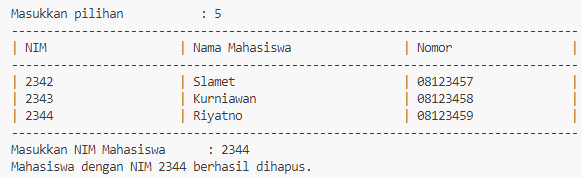 Masukkan pilihan : 5
--------------------------------------------------------------------------------
| NIM | Nama Mahasiswa | Nomor |
--------------------------------------------------------------------------------
| 2342 | Slamet | 08123457 |
| 2343 | Kurniawan | 08123458 |
| 2344 | Riyatno | 08123459 |
--------------------------------------------------------------------------------
Masukkan NIM Mahasiswa : 2344
Mahasiswa dengan NIM 2344 berhasil dihapus.